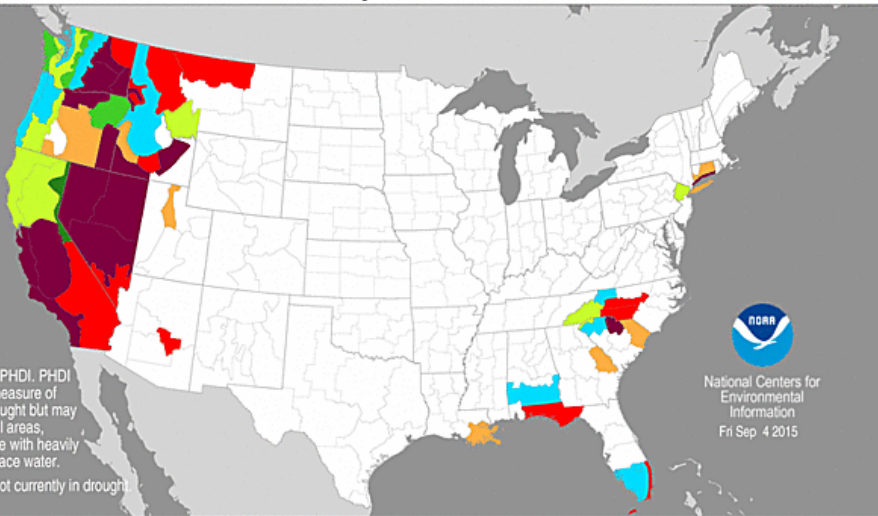 PHDI. PHDI
easure of
ught but may
l areas,
e with heavily
ace water.
ot currently in drought.
NOAA
National Centers for
Environmental
Information
Fri Sep 4 2015